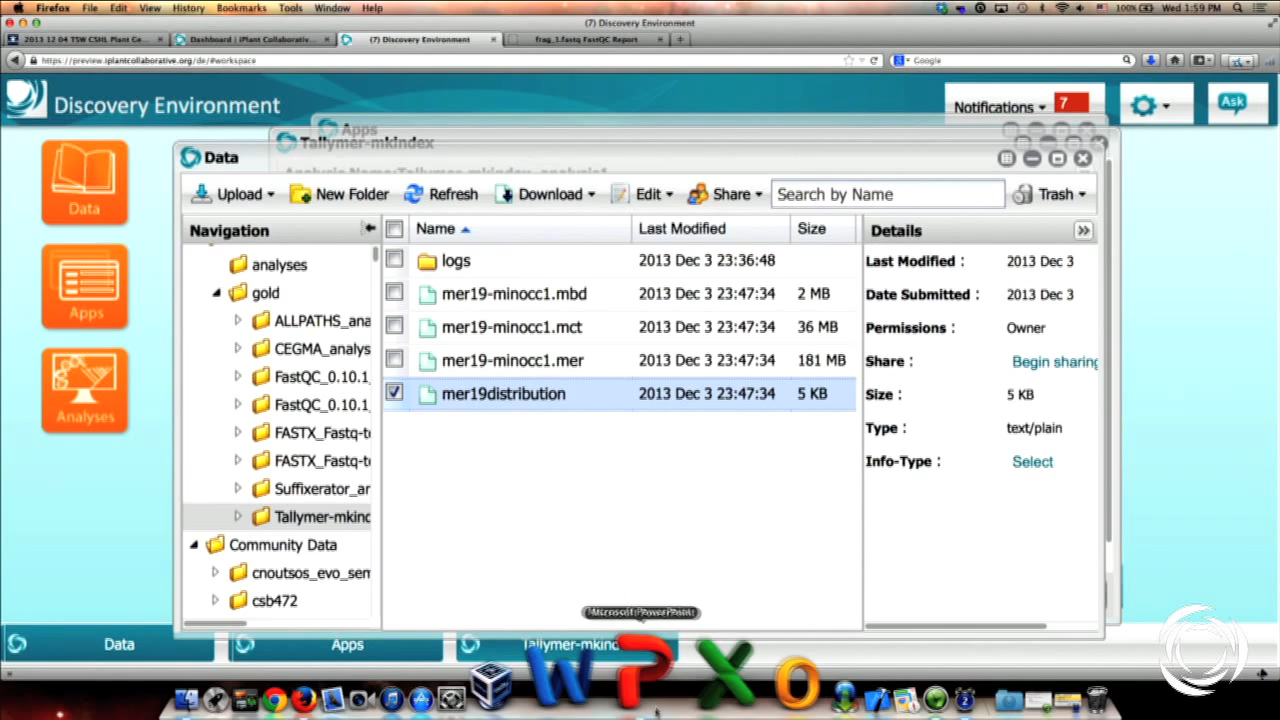 Firefox File Edit View History Bookmarks Tools Window Help 100% Wed 1:59 PM
(7) Discovery Environment
2013 12 04 TSW CSHL Plant Ge... Dashboard | iPlant Collaborativ... (7) Discovery Environment frag_1.fastq FastQC Report
https://preview.iplantcollaborative.org/de/#workspace Google
Discovery Environment Notifications 7 Ask
Apps
Tallymer-mkindex
Data
Upload New Folder Refresh Download Edit Share Search by Name Trash
Navigation Name Last Modified Size Details
analyses
gold
ALLPATHS_ana
CEGMA_analys
FastQC_0.10.1_
FastQC_0.10.1_
FASTX_Fastq-to
FASTX_Fastq-to
Suffixerator_ar
Tallymer-mkind
Community Data
cnoutsos_evo_sem
csb472
logs 2013 Dec 3 23:36:48
mer19-minocc1.mbd 2013 Dec 3 23:47:34 2 MB
mer19-minocc1.mct 2013 Dec 3 23:47:34 36 MB
mer19-minocc1.mer 2013 Dec 3 23:47:34 181 MB
mer19distribution 2013 Dec 3 23:47:34 5 KB
Last Modified : 2013 Dec 3
Date Submitted : 2013 Dec 3
Permissions : Owner
Share : Begin sharing
Size : 5 KB
Type : text/plain
Info-Type : Select
Data
Apps
Analyses
Microsoft PowerPoint
Data Apps Tallymer-mkind
W P X O